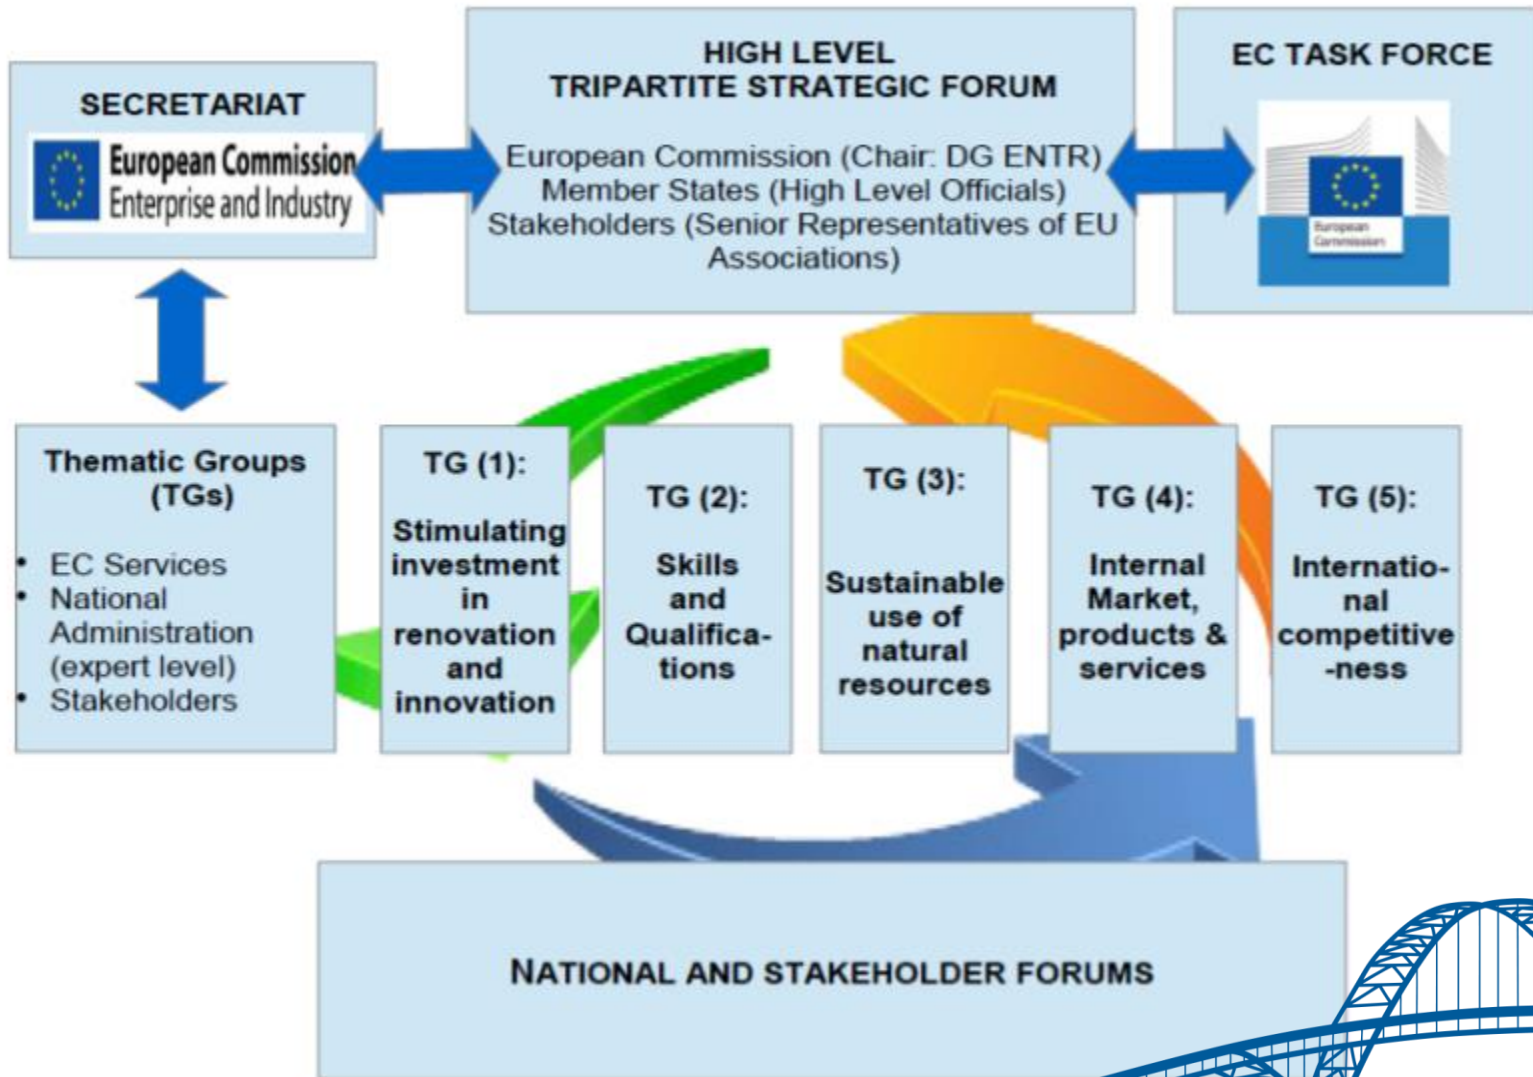 SECRETARIAT
European Commission
Enterprise and Industry
HIGH LEVEL
TRIPARTITE STRATEGIC FORUM
European Commission (Chair: DG ENTR)
Member States (High Level Officials)
Stakeholders (Senior Representatives of EU
Associations)
EC TASK FORCE
European
Commission
Thematic Groups
(TGs)
• EC Services
• National
Administration
(expert level)
• Stakeholders
TG (1):
Stimulating
investment
in
renovation
and
innovation
TG (2):
Skills
and
Qualifica-
tions
TG (3):
Sustainable
use of
natural
resources
TG (4):
Internal
Market,
products &
services
TG (5):
Internatio-
nal
competitive
-ness
NATIONAL AND STAKEHOLDER FORUMS